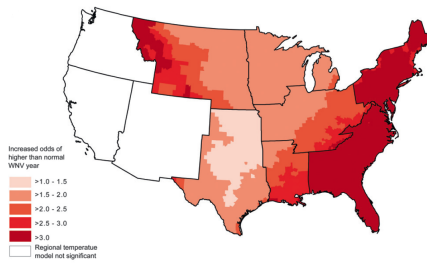 Increased odds of
higher than normal
WNV year
>1.0 - 1.5
>1.5 - 2.0
>2.0 - 2.5
>2.5 - 3.0
>3.0
Regional temperatue
model not significant